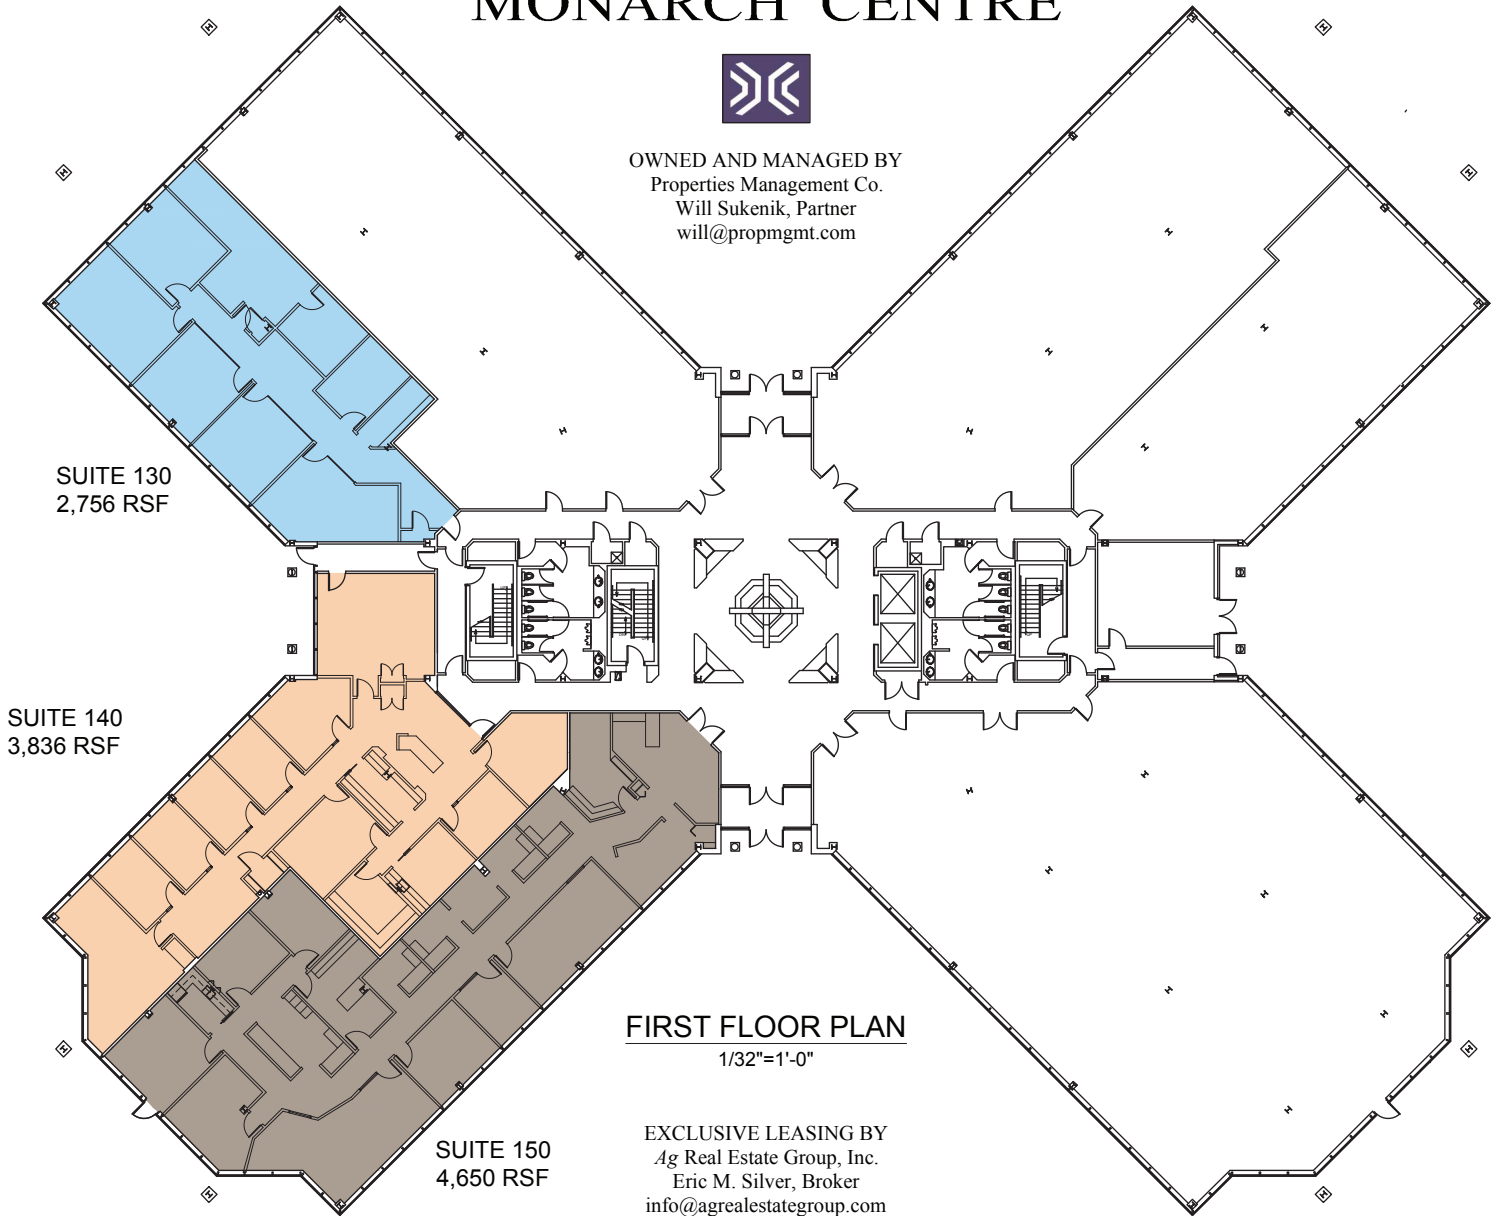 MONARCH CENTRE
OWNED AND MANAGED BY
Properties Management Co.
Will Sukenik, Partner
will@propmgmt.com
SUITE 130
2,756 RSF
SUITE 140
3,836 RSF
FIRST FLOOR PLAN
1/32"=1'-0"
SUITE 150
4,650 RSF
EXCLUSIVE LEASING BY
Ag Real Estate Group, Inc.
Eric M. Silver, Broker
info@agrealestategroup.com